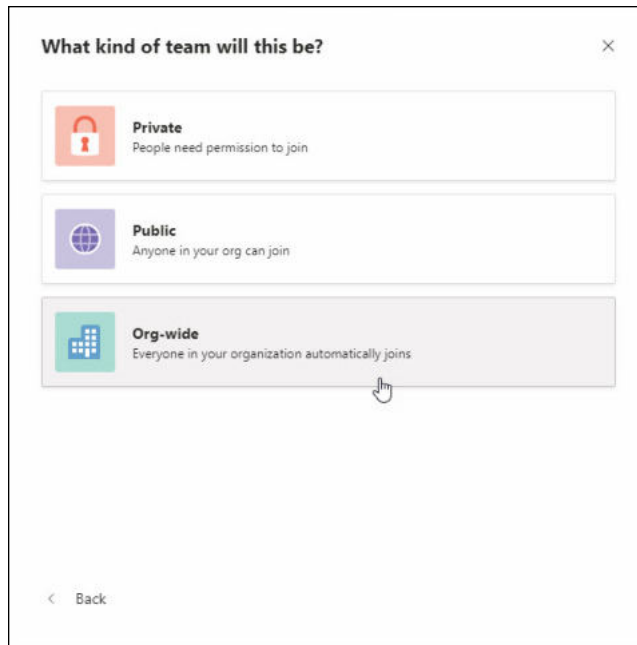 What kind of team will this be?
Private
People need permission to join
Public
Anyone in your org can join
Org-wide
Everyone in your organization automatically joins
Back